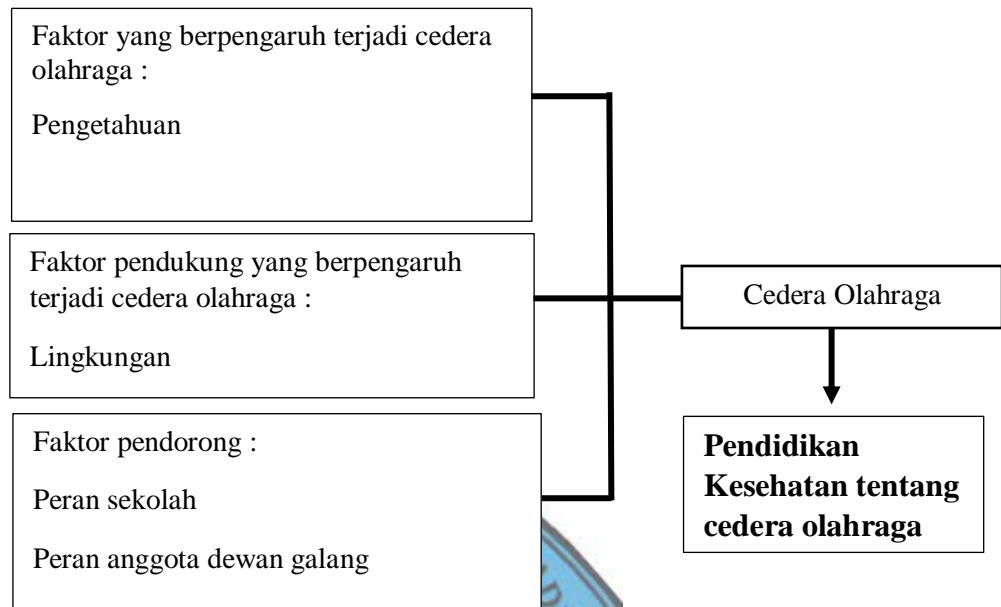 Faktor yang berpengaruh terjadi cedera
olahraga :
Pengetahuan
Faktor pendukung yang berpengaruh
terjadi cedera olahraga :
Lingkungan
Faktor pendorong :
Peran sekolah
Peran anggota dewan galang
Cedera Olahraga
Pendidikan
Kesehatan tentang
cedera olahraga